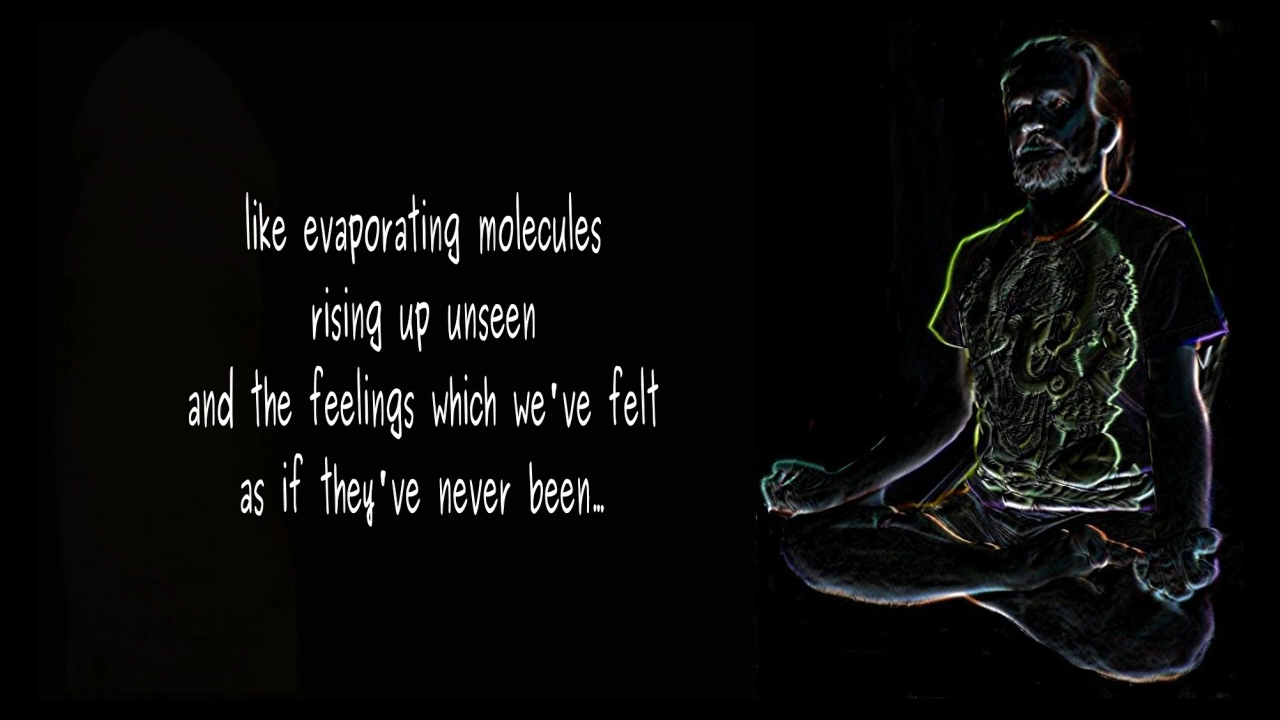 like evaporating molecules
rising up unseen
and the feelings which we've felt
as if they've never been...